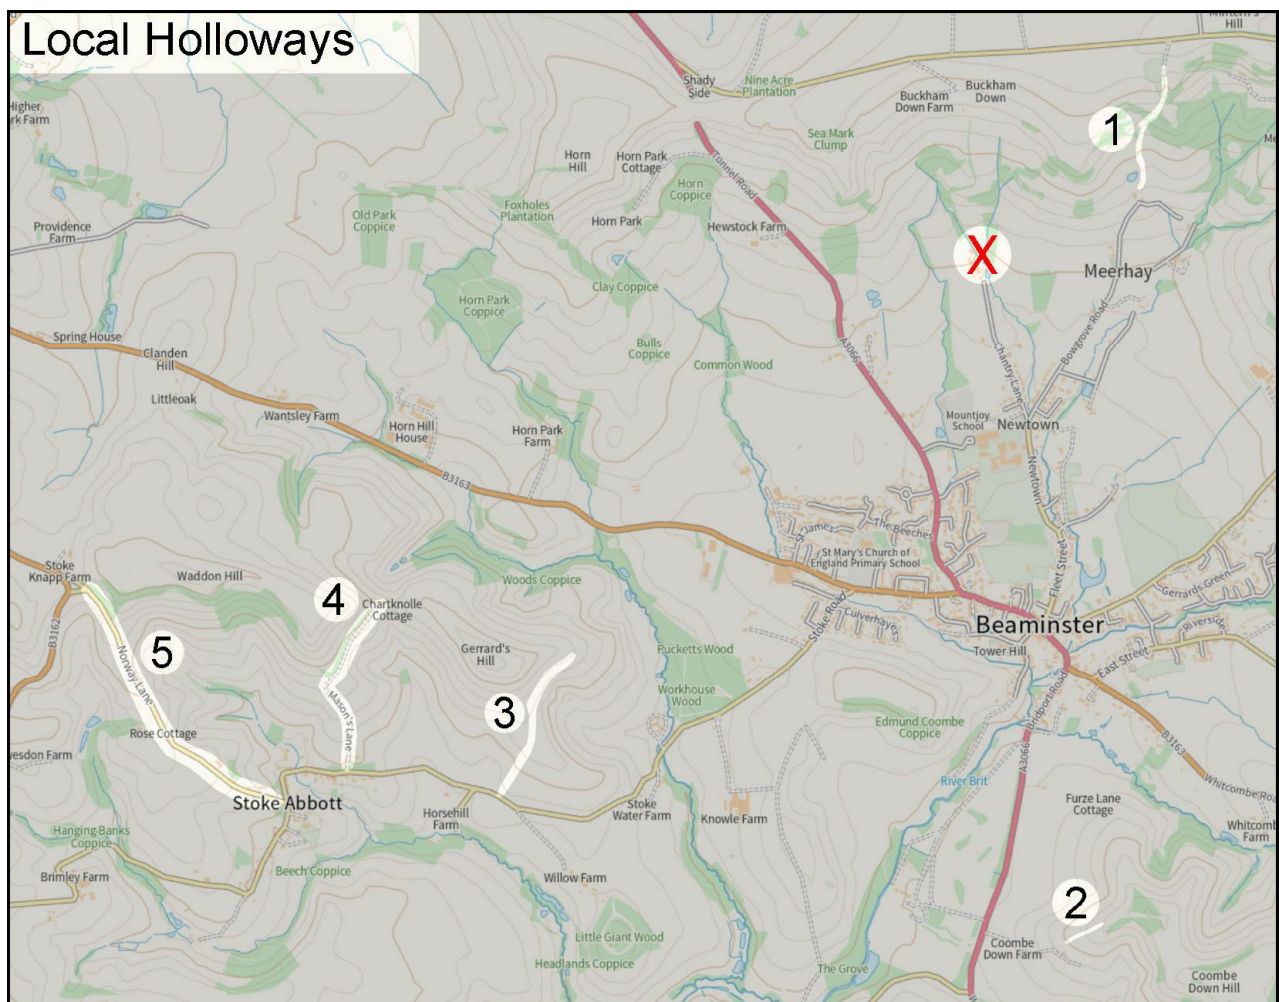 Local Holloways
Hill
Shady
Side
Nine Acre
Plantation
Buckham
Down Farm
Buckham
Down
Higher
rk Farm
1
Sea Mark
Clump
Horn
Hill
Horn Park
Cottage
Tunnel Road
Horn
Coppice
Foxholes
Plantation
Old Park
Coppice
Horn Park
Hewstock Farm
Providence
Farm
X
Meerhay
Clay Coppice
Horn Park
Coppice
Bowgrove Road
Spring House
Clanden
Hill
Bulls
Coppice
A3066
Chantry Lane
Common Wood
Littleoak
Wantsley Farm
Horn Hill
House
Horn Park
Farm
Mountjoy
School
Newtown
B3163
Newtown
St James
The Beeches
St Mary's Church of
England Primary School
Fleet Street
Stoke
Knapp Farm
Waddon Hill
Woods Coppice
4
Chartknolle
Cottage
Stoke Road
Culverhayes
Gerrards Green
Riverside
Beaminster
Tower Hill
East Street
B3162
Norway Lane
5
Gerrard's
Hill
Pucketts Wood
Workhouse
Wood
Bridport Road
Mason's Lane
3
Rose Cottage
Edmund Coombe
Coppice
B3163
esdon Farm
A3066
River Brit
Whitcombe Ro
Stoke Abbott
Horsehill
Farm
Stoke
Water Farm
Knowle Farm
Furze Lane
Cottage
Whitcomb
Farm
Hanging Banks
Coppice
Brimley Farm
Beech Coppice
Willow Farm
2
Little Giant Wood
Headlands Coppice
The Grove
Coombe
Down Farm
Coombe
Down Hill